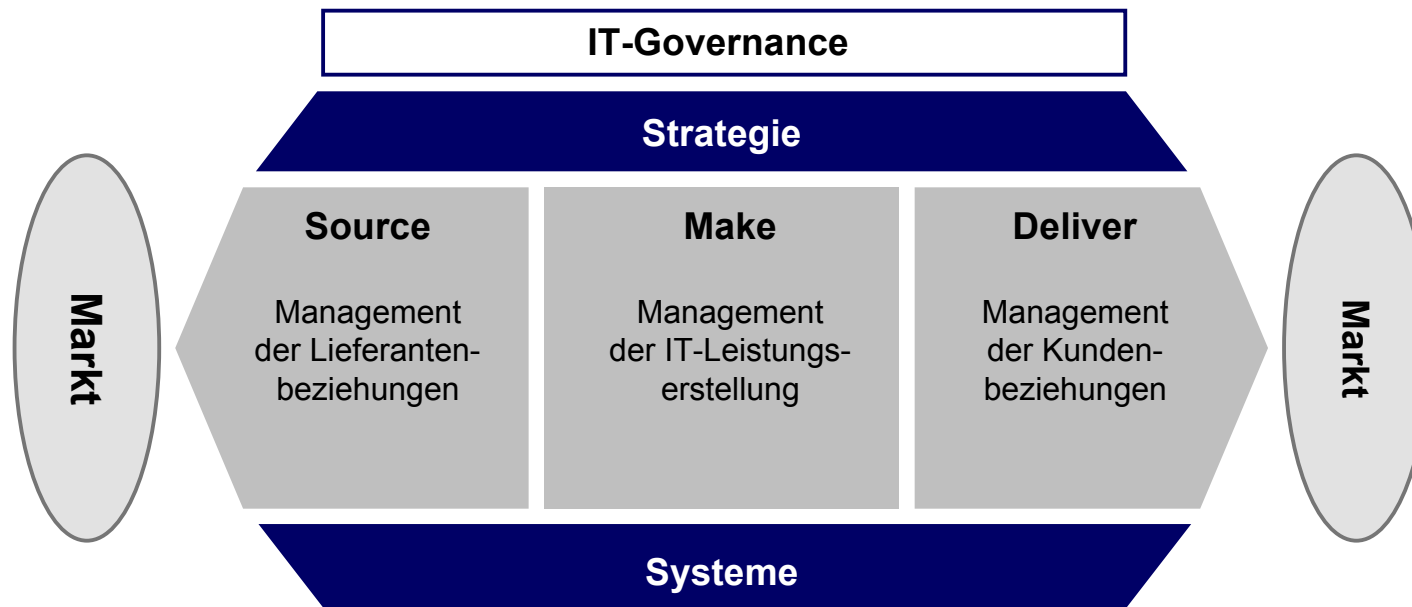 IT-Governance
Strategie
Markt
Source
Management
der Lieferanten-
beziehungen
Make
Management
der IT-Leistungs-
erstellung
Deliver
Management
der Kunden-
beziehungen
Markt
Systeme